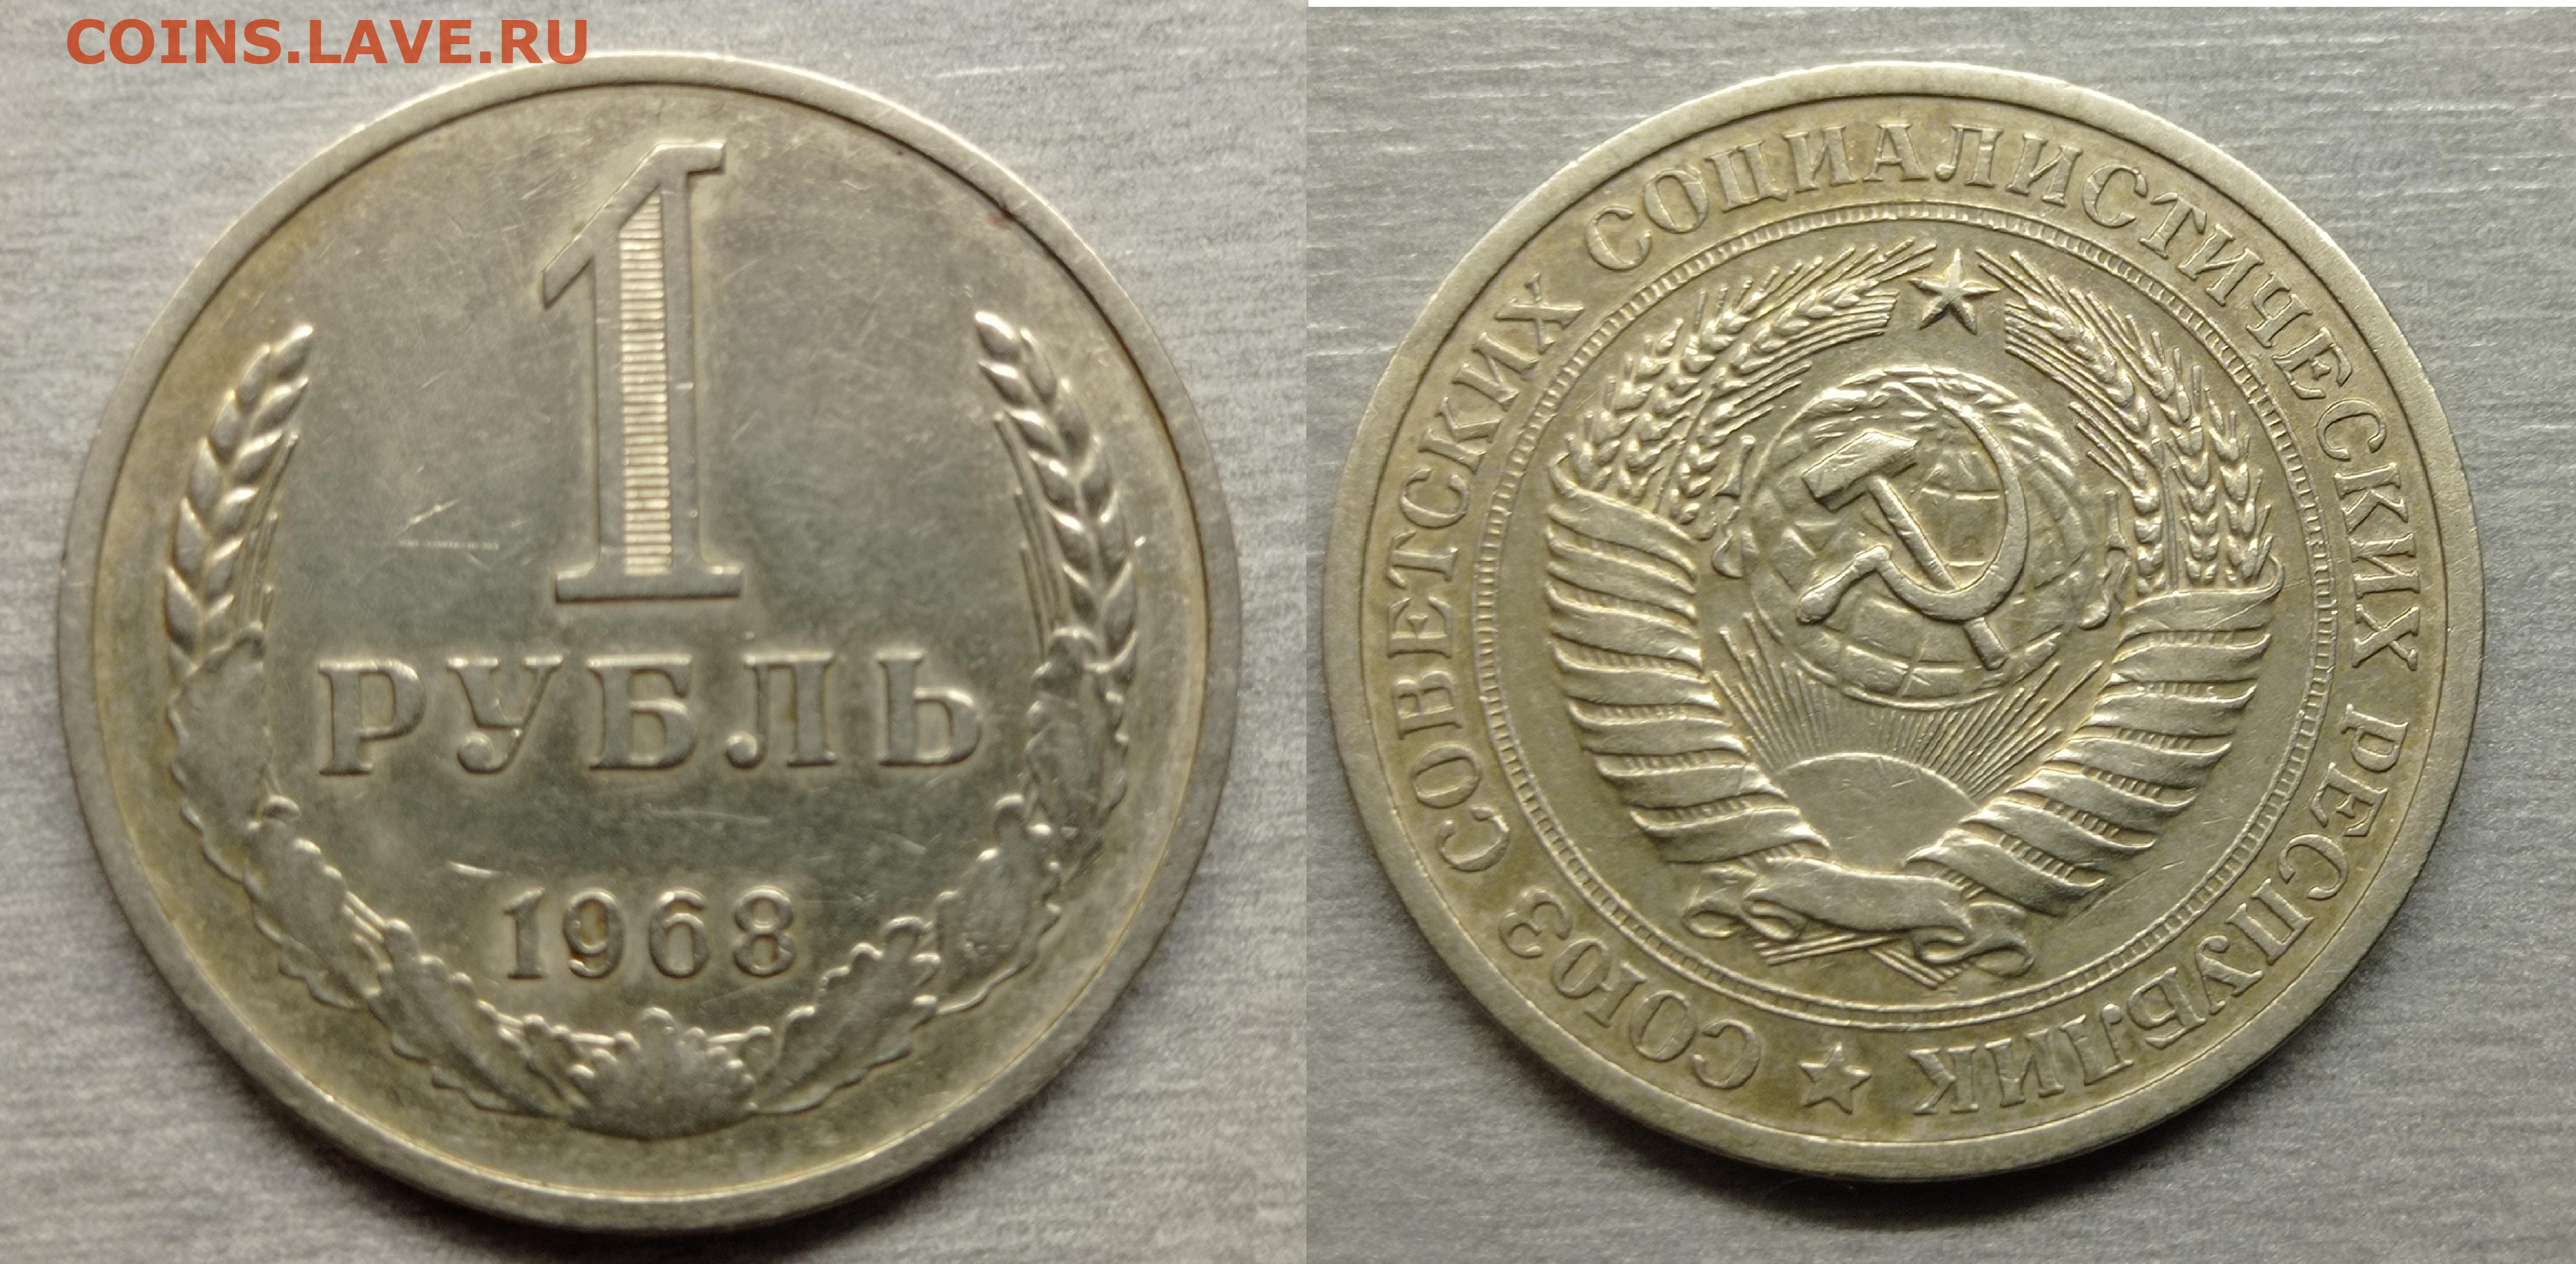 COINS.LAVE.RU
1
РУБЛЬ
1968
СОЮЗ СОВЕТСКИХ СОЦИАЛИСТИЧЕСКИХ РЕСПУБЛИК